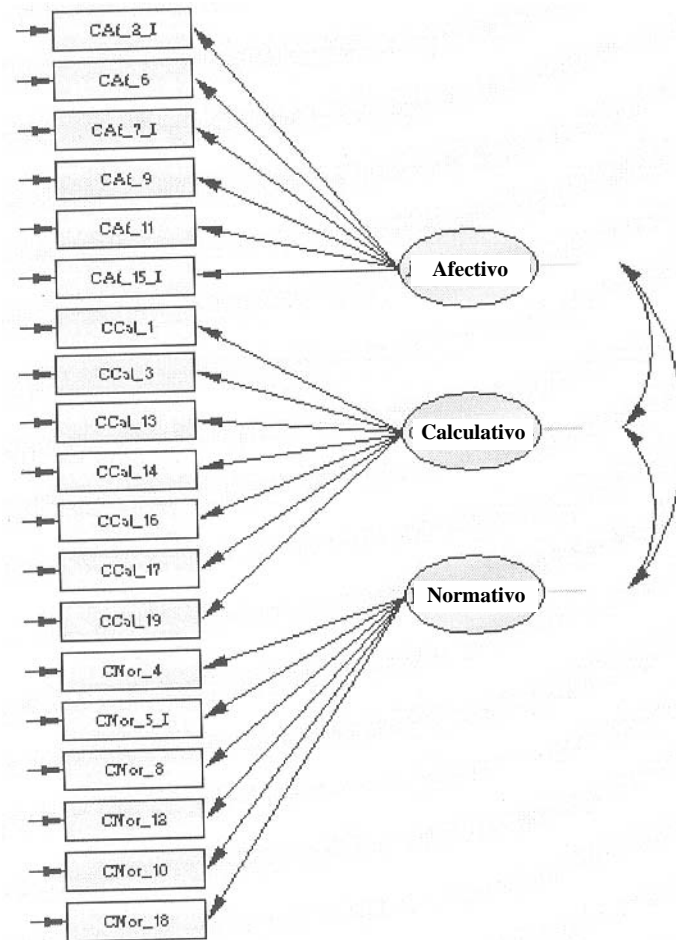 CAf_2_I
CAf_6
CAf_7_I
CAf_9
CAf_11
CAf_15_I
CCal_1
CCal_3
CCal_13
CCal_14
CCal_16
CCal_17
CCal_19
CNor_4
CNor_5_I
CNor_8
CNor_12
CNor_10
CNor_18
Afectivo
Calculativo
Normativo